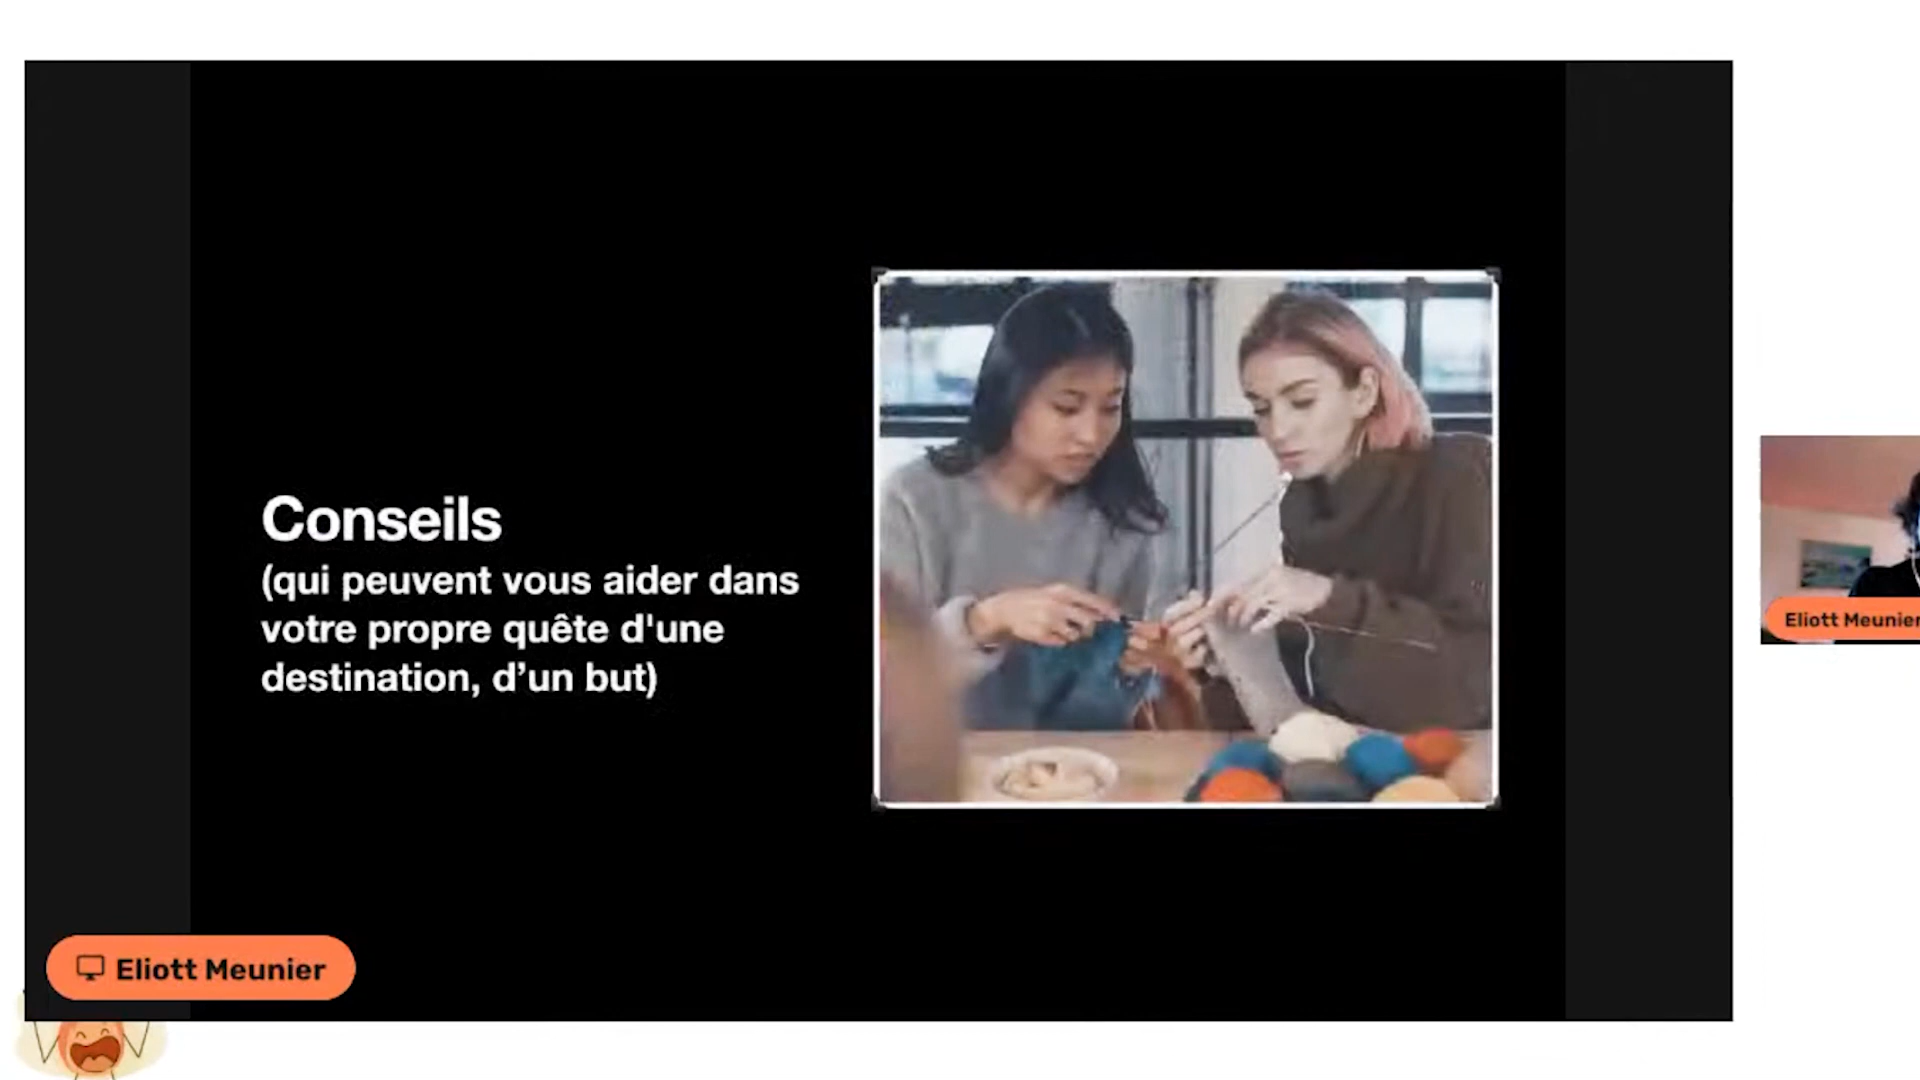 Conseils
(qui peuvent vous aider dans
votre propre quête d'une
destination, d’un but)
Eliott Meunier
Eliott Meunier